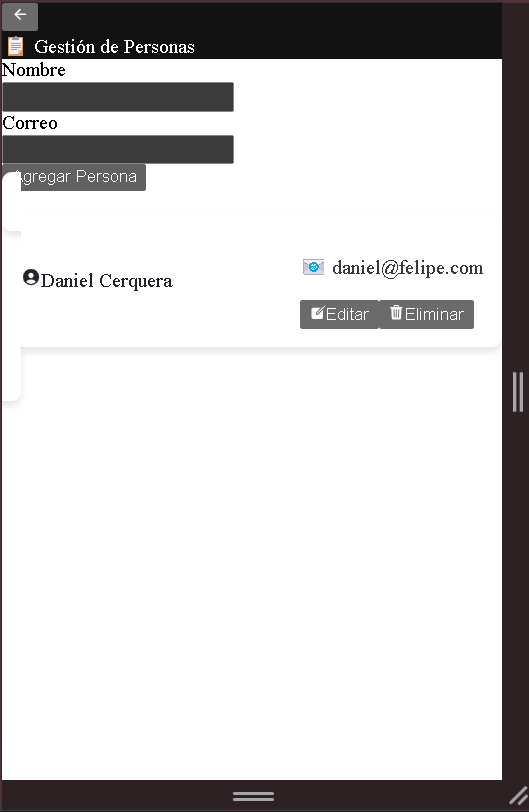 Gestión de Personas
Nombre
Correo
Agregar Persona
Daniel Cerquera
daniel@felipe.com
Editar
Eliminar